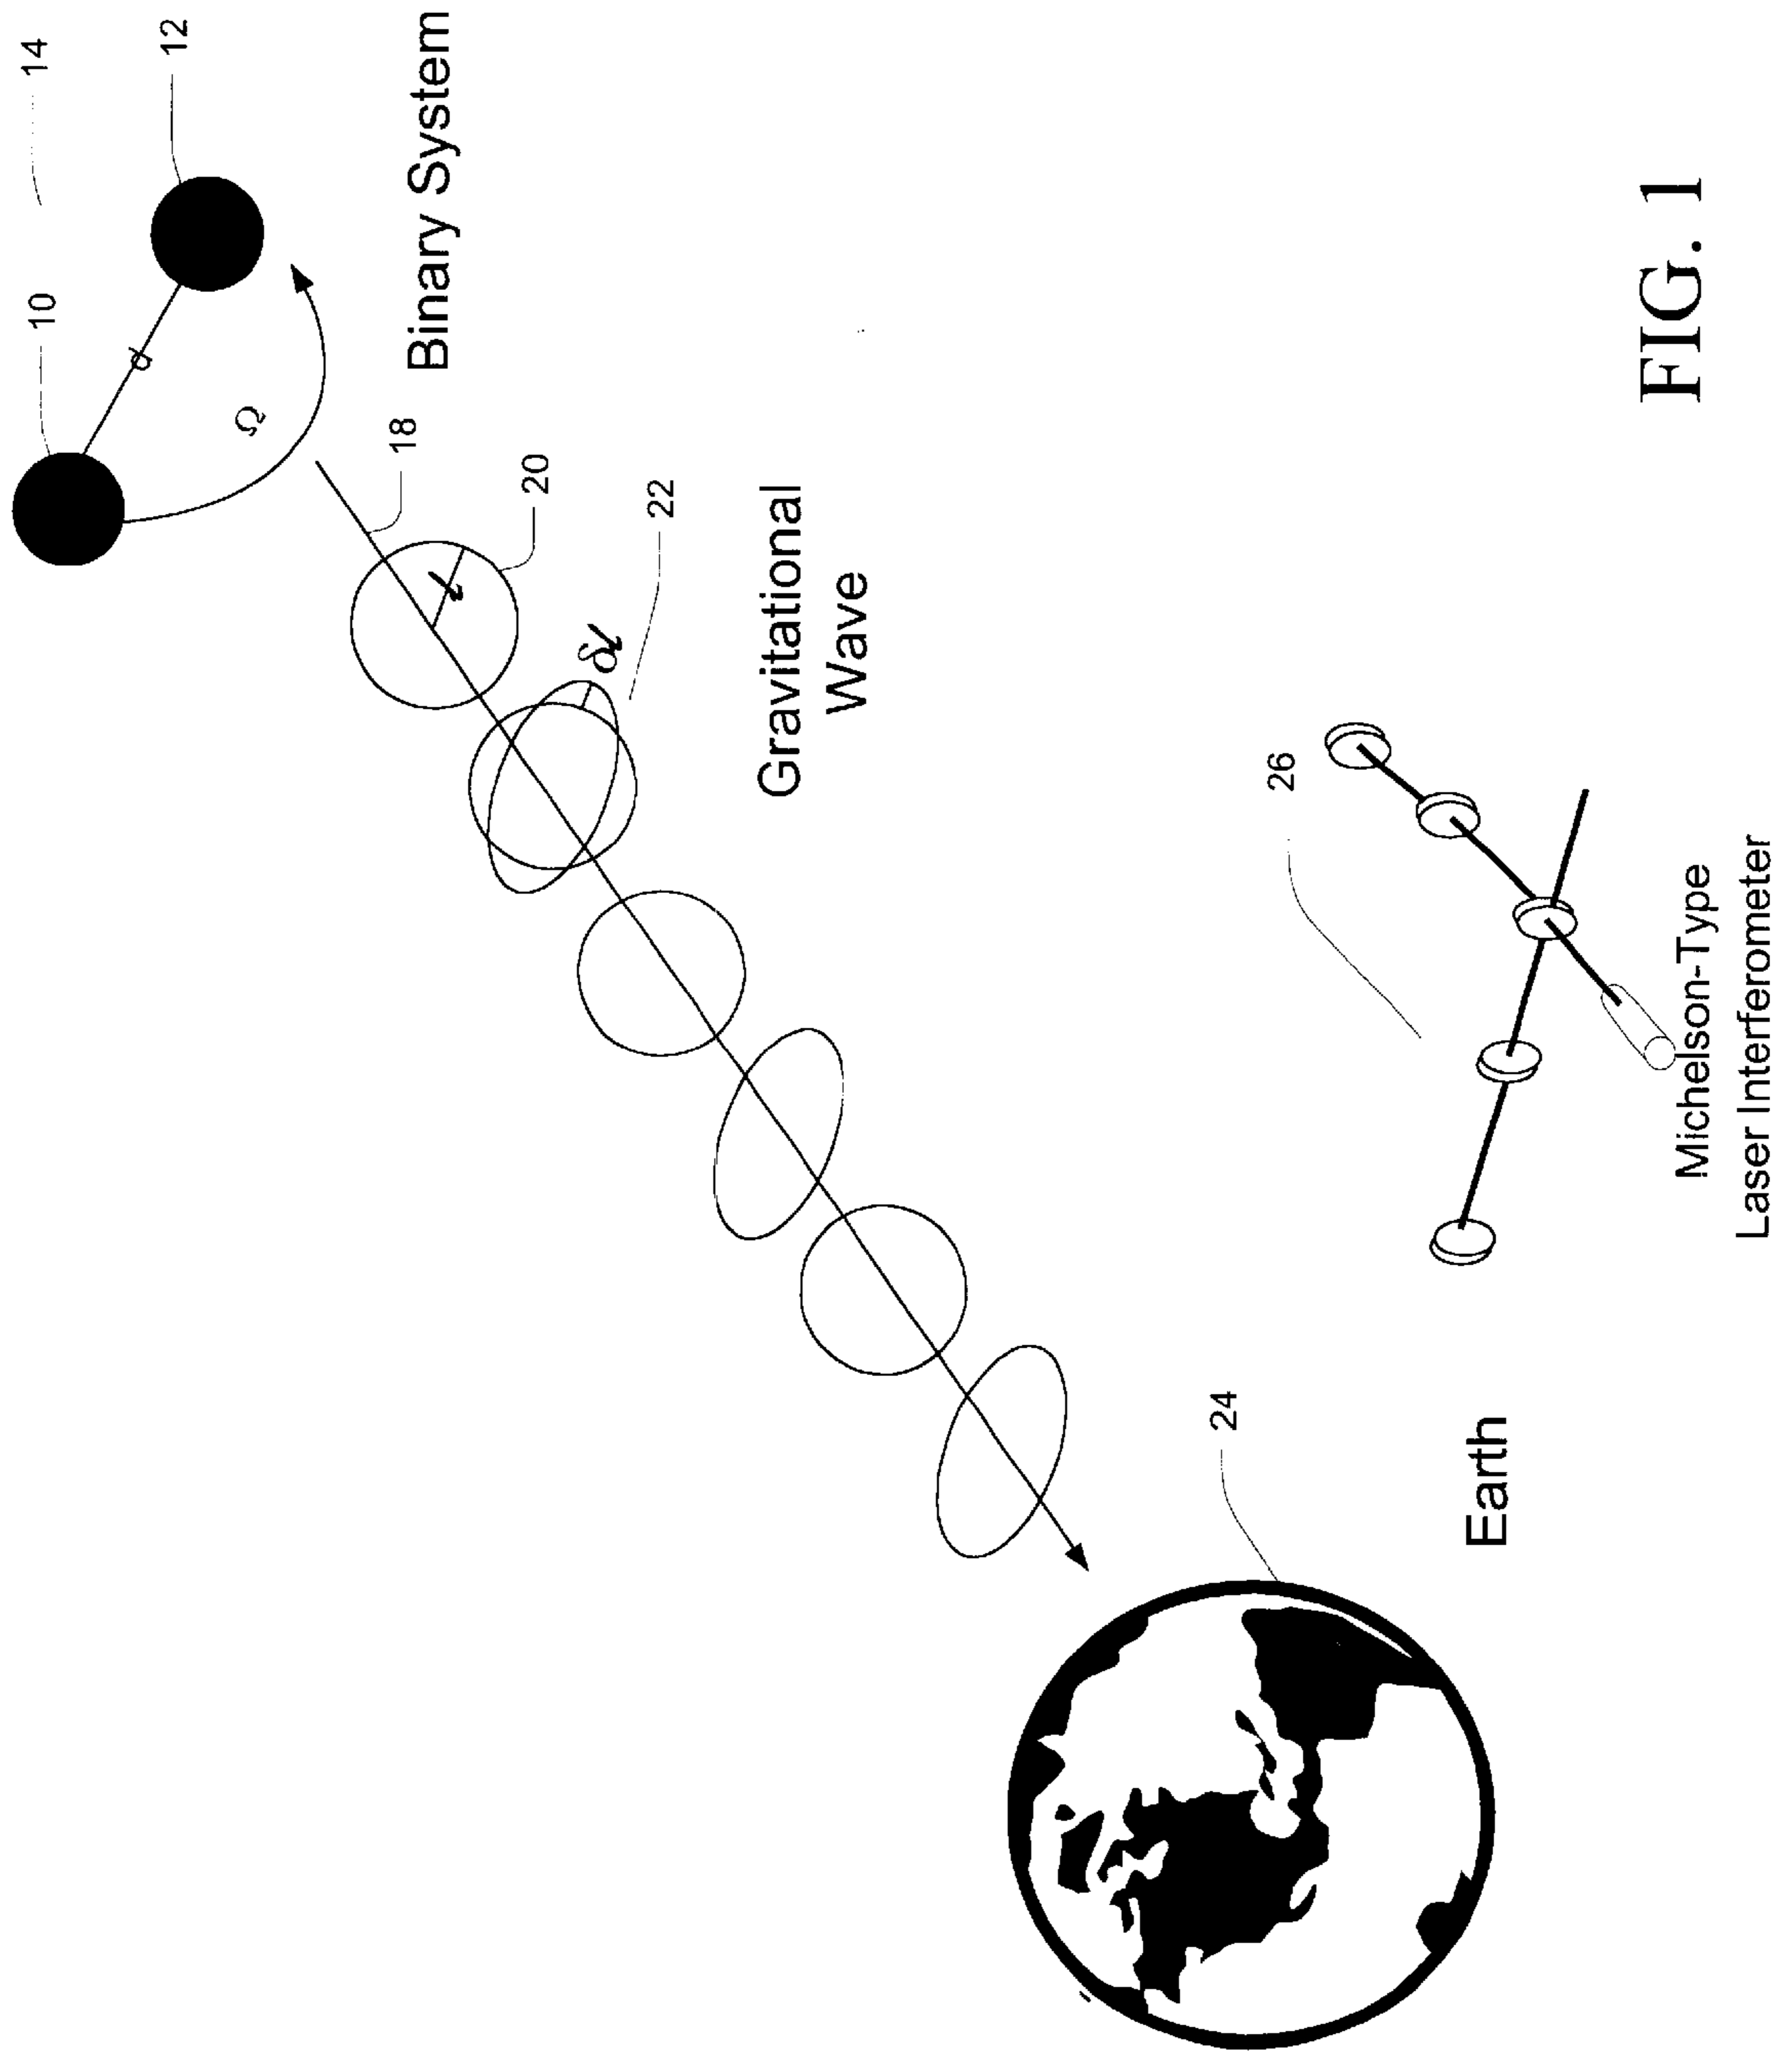 10
14
12
d
Ω
Binary System
18
20
22
Gravitational
Wave
26
Michelson-Type
Laser Interferometer
24
Earth
FIG. 1